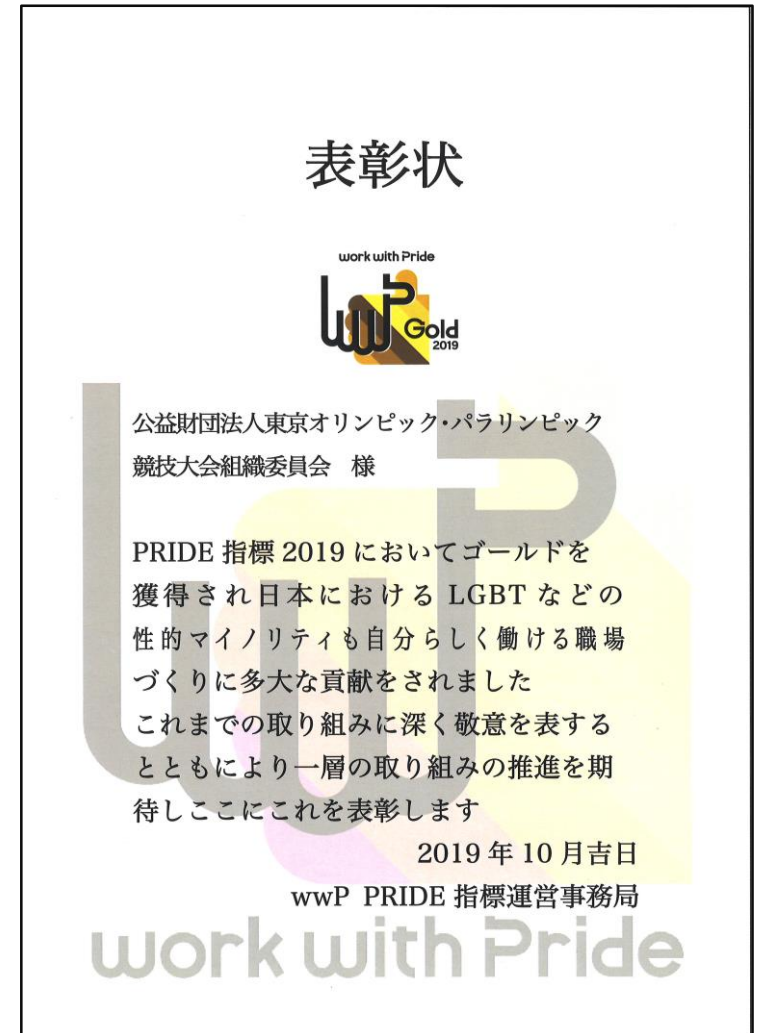 表彰状
work with Pride
wwP
Gold
2019
公益財団法人東京オリンピック・パラリンピック
競技大会組織委員会　様
PRIDE 指標 2019 においてゴールドを
獲得され日本における LGBT などの
性的マイノリティも自分らしく働ける職場
づくりに多大な貢献をされました
これまでの取り組みに深く敬意を表する
とともにより一層の取り組みの推進を期
待しここにこれを表彰します
2019 年 10 月吉日
wwP PRIDE 指標運営事務局
work with Pride